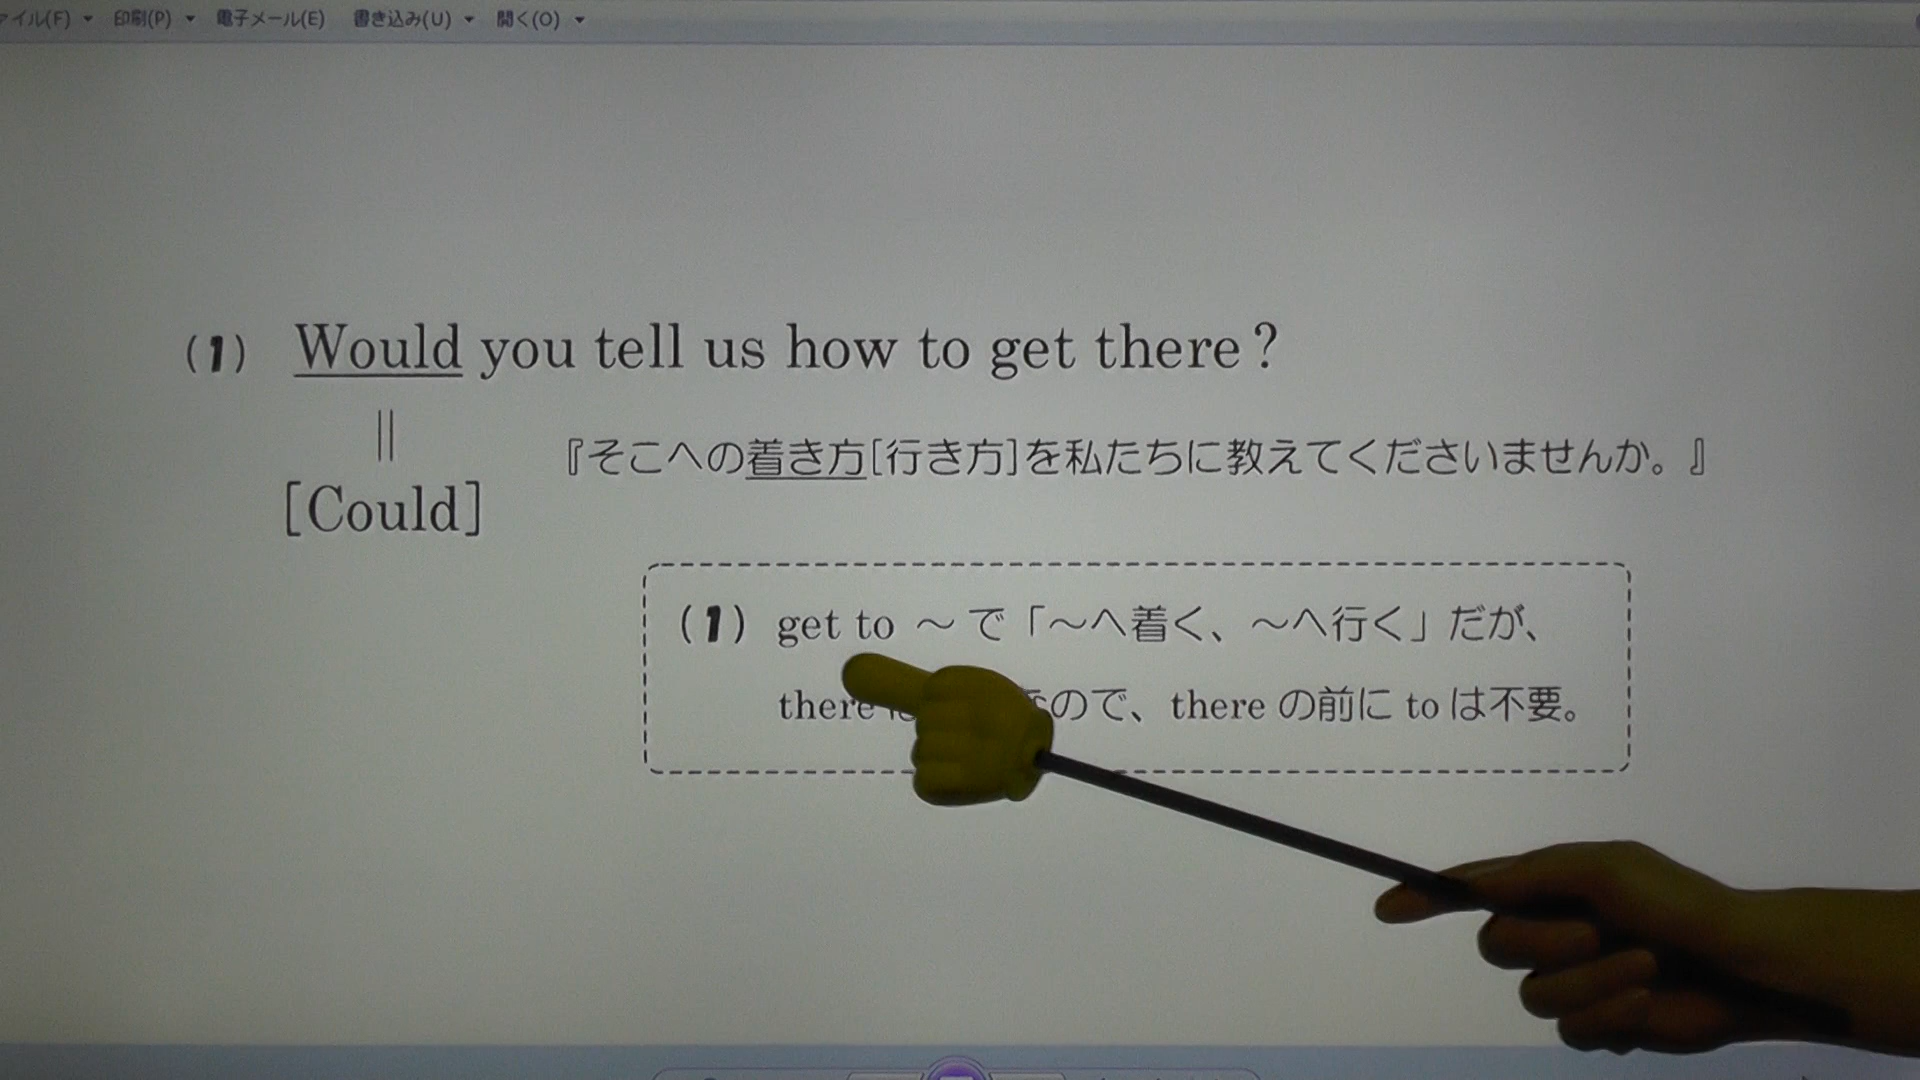 ァイル(F) 印刷(P) 電子メール(E) 書き込み(U) 開く(O)
(1) Would you tell us how to get there?
||
『そこへの着き方[行き方]を私たちに教えてくださいませんか。』
[Could]
(1) get to ～ で「～へ着く、～へ行く」だが、
there ので、there の前に to は不要。